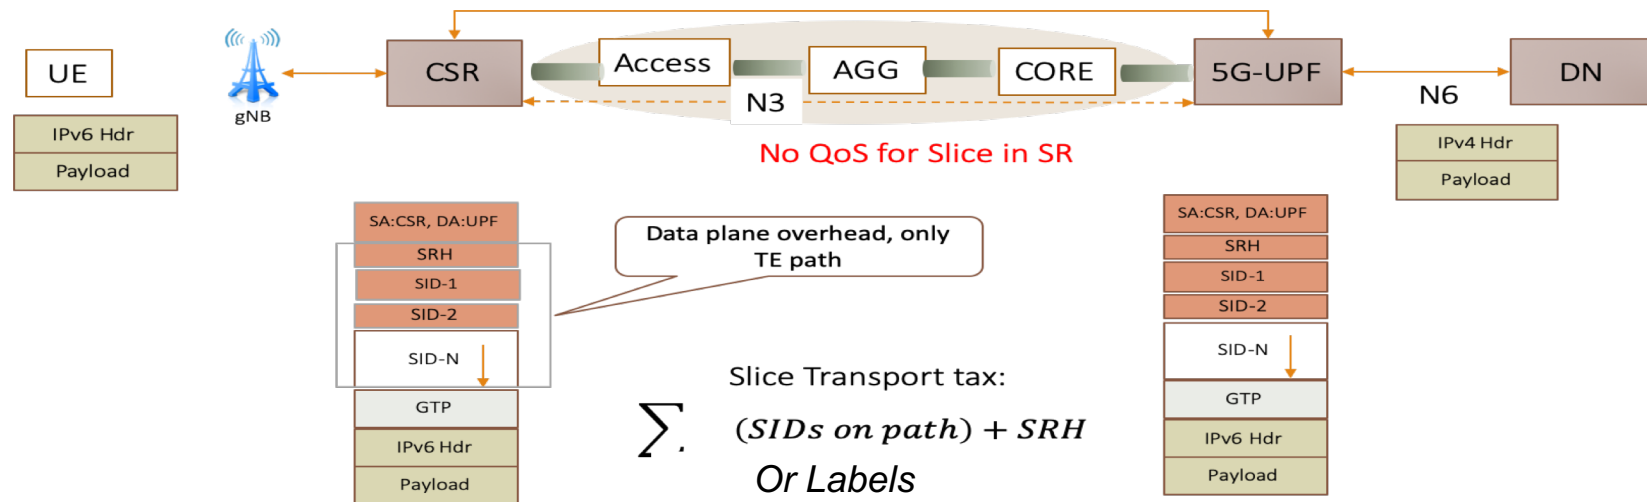 UE
gNB
CSR
Access
AGG
CORE
5G-UPF
DN
N3
N6
IPv6 Hdr
Payload
No QoS for Slice in SR
IPv4 Hdr
Payload
SA:CSR, DA:UPF
SRH
SID-1
SID-2
SID-N
GTP
IPv6 Hdr
Payload
Data plane overhead, only
TE path
Slice Transport tax:
∑ (SIDs on path) + SRH
Or Labels
SA:CSR, DA:UPF
SRH
SID-1
SID-2
SID-N
GTP
IPv6 Hdr
Payload